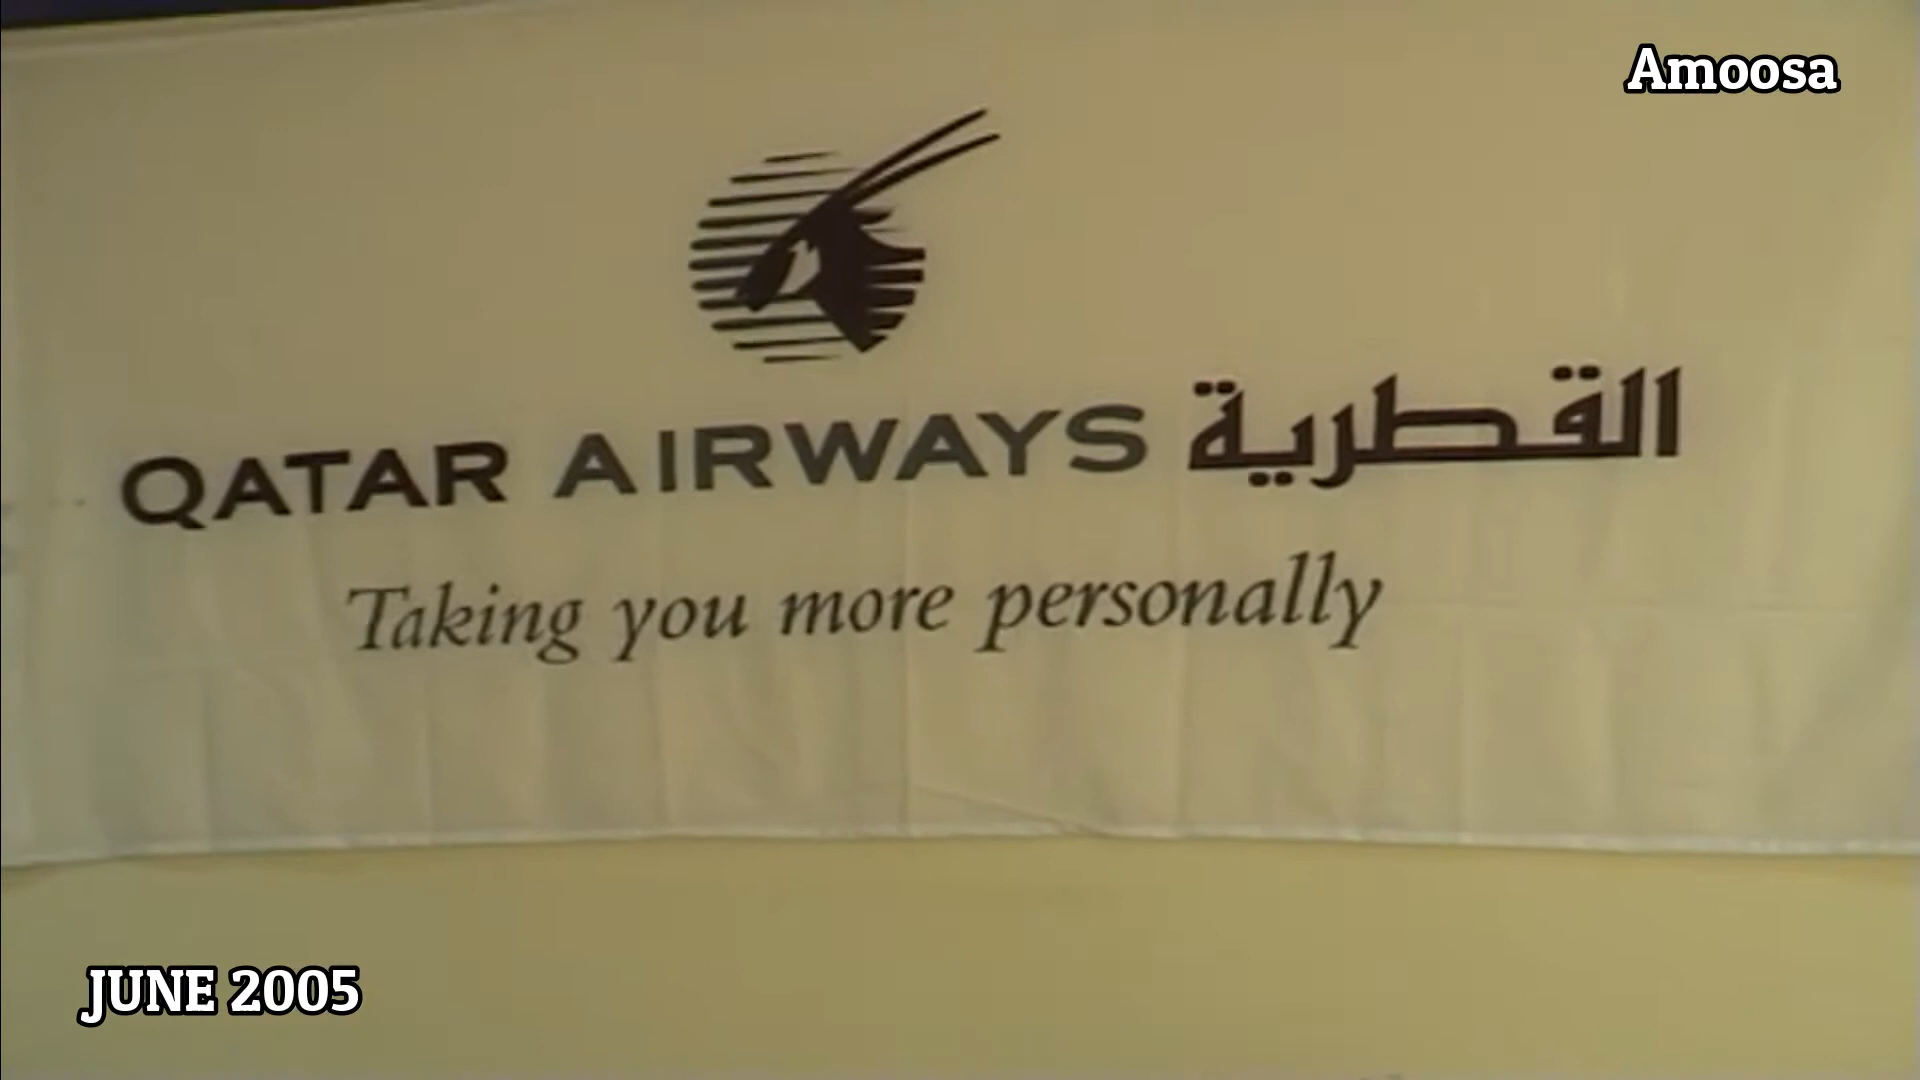 Amoosa
QATAR AIRWAYS القطرية
Taking you more personally
JUNE 2005